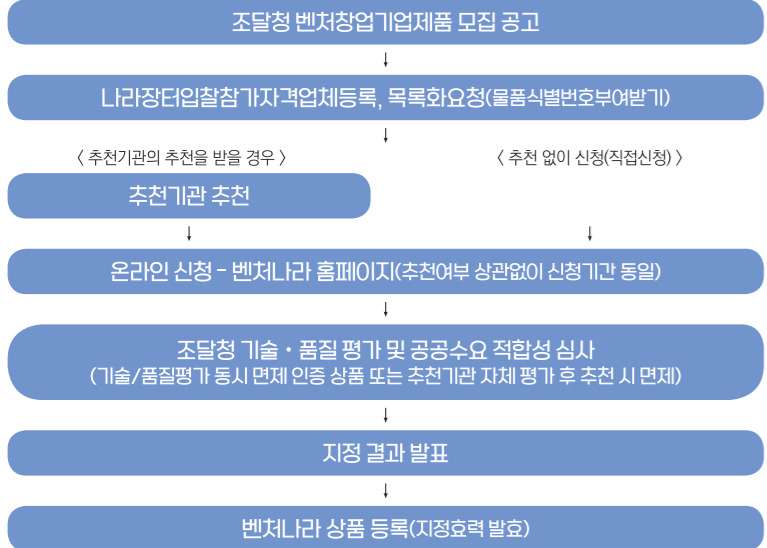 조달청 벤처창업기업제품 모집 공고
↓
나라장터입찰참가자격업체등록, 목록화요청(물품식별번호부여받기)
↓
〈 추천기관의 추천을 받을 경우 〉
〈 추천 없이 신청(직접신청) 〉
추천기관 추천
↓ ↓
온라인 신청 - 벤처나라 홈페이지(추천여부 상관없이 신청기간 동일)
↓
조달청 기술·품질 평가 및 공공수요 적합성 심사
(기술/품질평가 동시 면제 인증 상품 또는 추천기관 자체 평가 후 추천 시 면제)
↓
지정 결과 발표
↓
벤처나라 상품 등록(지정효력 발효)